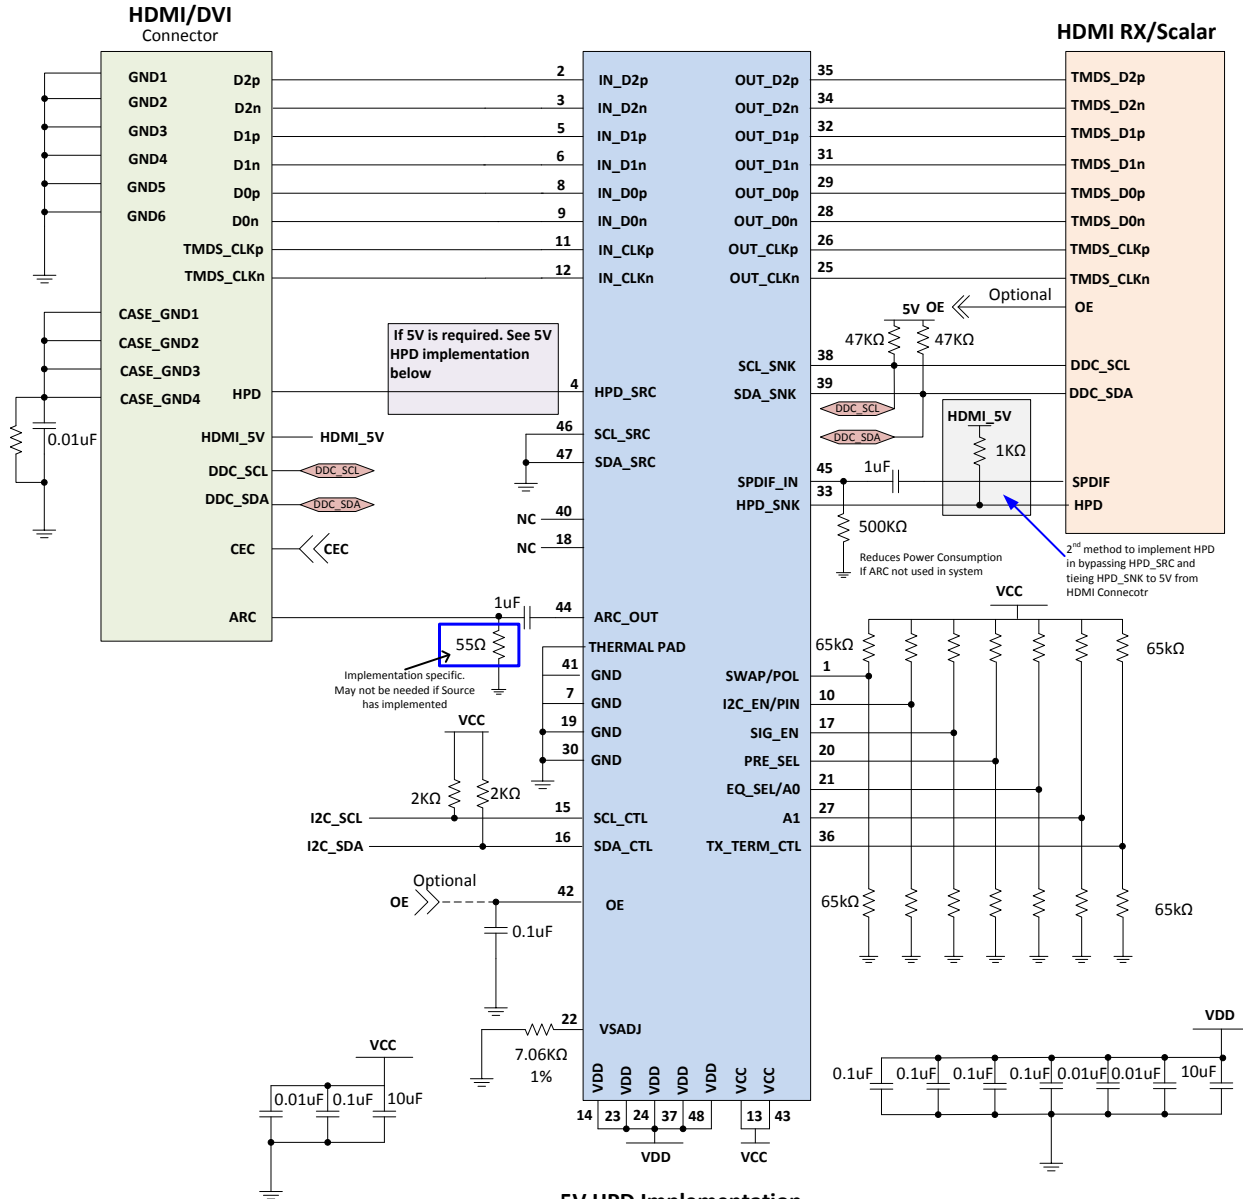 HDMI/DVI
Connector
GND1
GND2
GND3
GND4
GND5
GND6
CASE_GND1
CASE_GND2
CASE_GND3
CASE_GND4
0.01uF
D2p
D2n
D1p
D1n
D0p
D0n
TMDS_CLKp
TMDS_CLKn
HPD
HDMI_5V
HDMI_5V
DDC_SCL
DDC_SCL
DDC_SDA
DDC_SDA
CEC
CEC
ARC
If 5V is required. See 5V
HPD implementation
below
2
3
5
6
8
9
11
12
4
46
47
40
NC
18
NC
1uF
44
55Ω
Implementation specific.
May not be needed if Source
has implemented
41
7
19
30
VCC
2KΩ
2KΩ
I2C_SCL
15
I2C_SDA
16
Optional
OE
42
0.1uF
22
7.06KΩ
1%
VCC
0.01uF
0.1uF
10uF
IN_D2p
IN_D2n
IN_D1p
IN_D1n
IN_D0p
IN_D0n
IN_CLKp
IN_CLKn
HPD_SRC
SCL_SRC
SDA_SRC
ARC_OUT
THERMAL PAD
GND
GND
GND
GND
SCL_CTL
SDA_CTL
OE
VSADJ
VDD
VDD
VDD
VDD
VDD
VCC
VCC
14
23
24
37
48
13
43
VDD
VCC
OUT_D2p
OUT_D2n
OUT_D1p
OUT_D1n
OUT_D0p
OUT_D0n
OUT_CLKp
OUT_CLKn
SCL_SNK
SDA_SNK
SPDIF_IN
HPD_SNK
SWAP/POL
I2C_EN/PIN
SIG_EN
PRE_SEL
EQ_SEL/A0
A1
TX_TERM_CTL
35
34
32
31
29
28
26
25
38
39
45
33
1
10
17
20
21
27
36
5V
OE
Optional
47KΩ
47KΩ
DDC_SCL
DDC_SDA
HDMI_5V
1KΩ
1uF
500KΩ
Reduces Power Consumption
If ARC not used in system
2nd method to implement HPD
in bypassing HPD_SRC and
tieing HPD_SNK to 5V from
HDMI Connecotr
HDMI RX/Scalar
TMDS_D2p
TMDS_D2n
TMDS_D1p
TMDS_D1n
TMDS_D0p
TMDS_D0n
TMDS_CLKp
TMDS_CLKn
OE
DDC_SCL
DDC_SDA
SPDIF
HPD
VCC
65kΩ
65kΩ
65kΩ
65kΩ
VDD
0.1uF
0.1uF
0.1uF
0.1uF
0.01uF
0.01uF
10uF
5V HPD Implementation